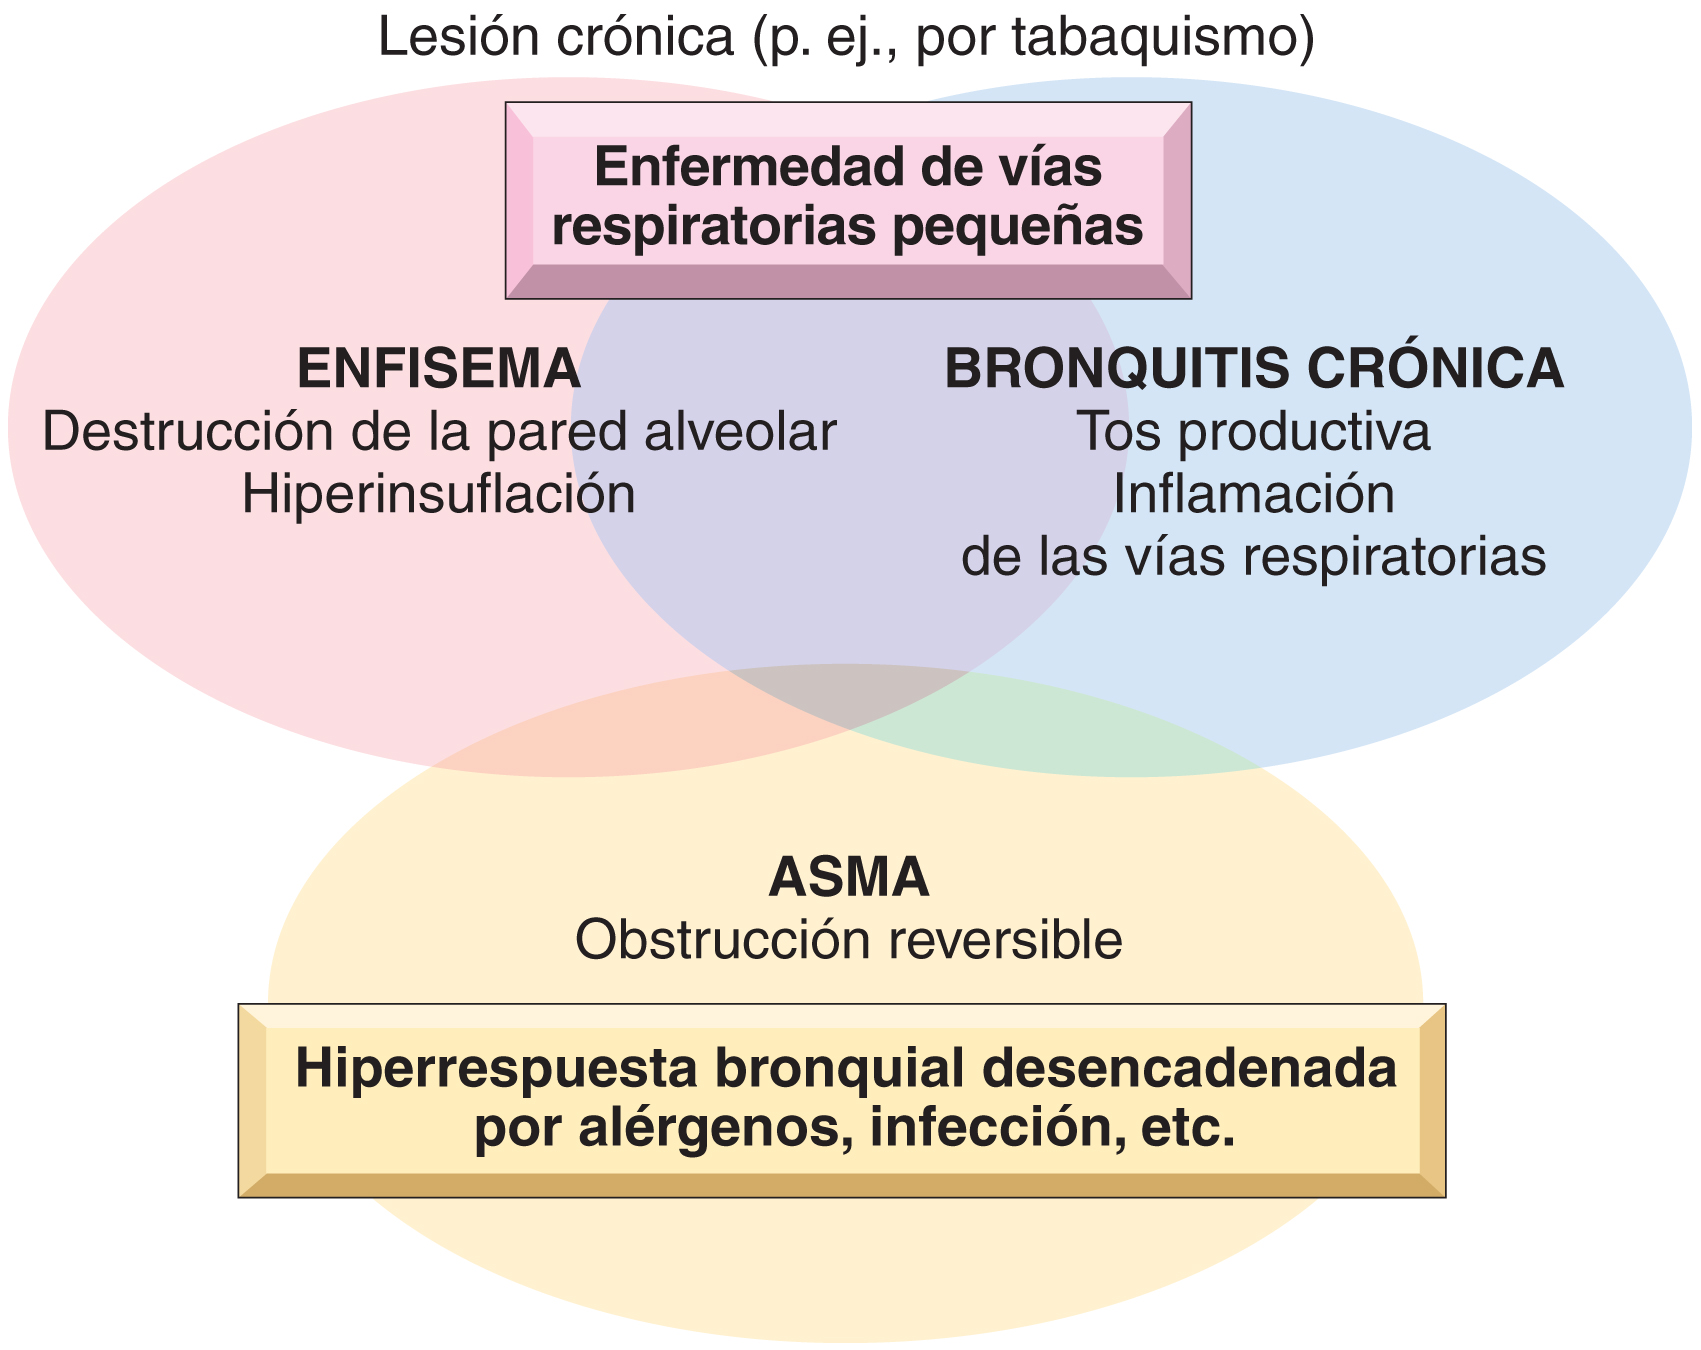 Lesión crónica (p. ej., por tabaquismo)
Enfermedad de vías
respiratorias pequeñas
ENFISEMA
Destrucción de la pared alveolar
Hiperinsuflación
BRONQUITIS CRÓNICA
Tos productiva
Inflamación
de las vías respiratorias
ASMA
Obstrucción reversible
Hiperrespuesta bronquial desencadenada
por alérgenos, infección, etc.